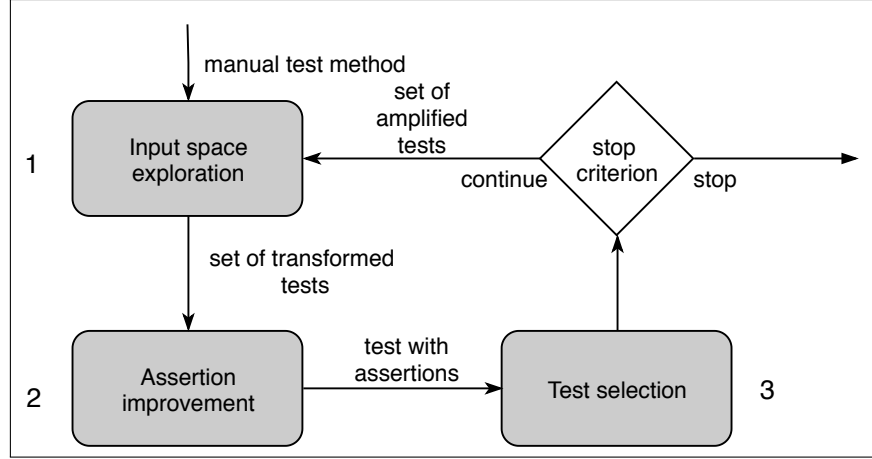 manual test method
set of
amplified
tests
1
Input space
exploration
continue
stop
criterion
stop
set of transformed
tests
2
Assertion
improvement
test with
assertions
Test selection
3